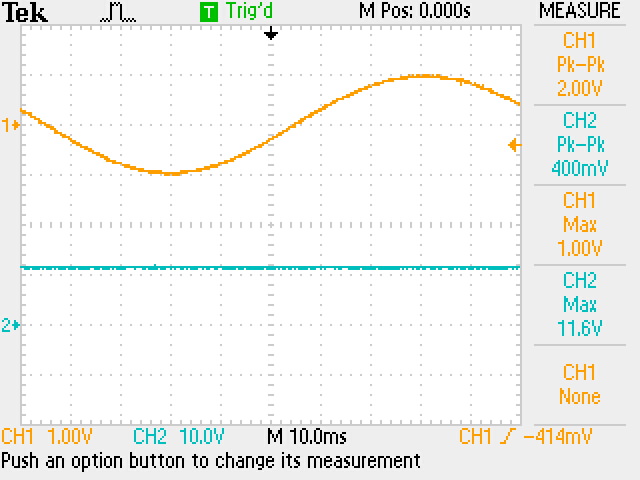 Tek T Trig'd M Pos: 0.000s MEASURE
CH1
Pk-Pk
2.00V
CH2
Pk-Pk
400mV
CH1
Max
1.00V
CH2
Max
11.6V
CH1
None
1
2
CH1 1.00V CH2 10.0V M 10.0ms CH1 -414mV
Push an option button to change its measurement